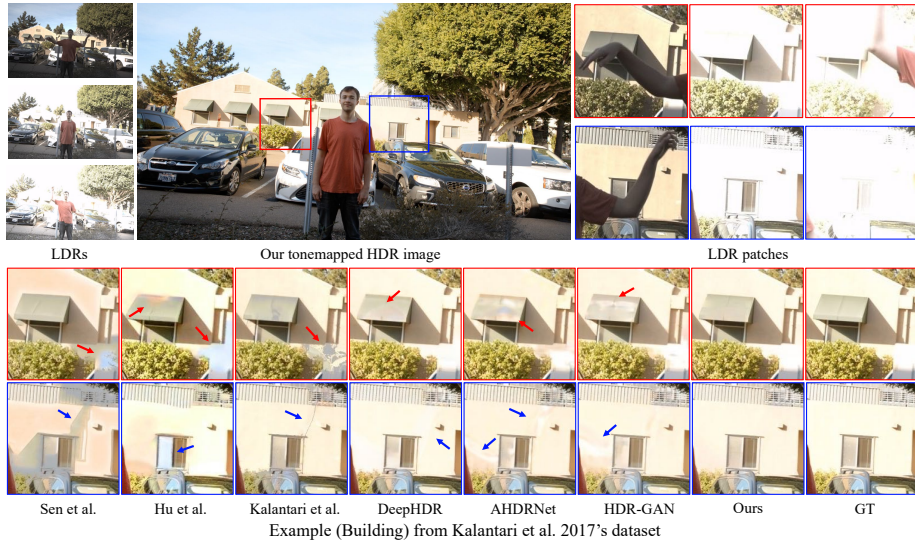 LDRs
Our tonemapped HDR image
LDR patches
Sen et al.
Hu et al.
Kalantari et al.
DeepHDR
AHDRNet
HDR-GAN
Ours
GT
Example (Building) from Kalantari et al. 2017's dataset